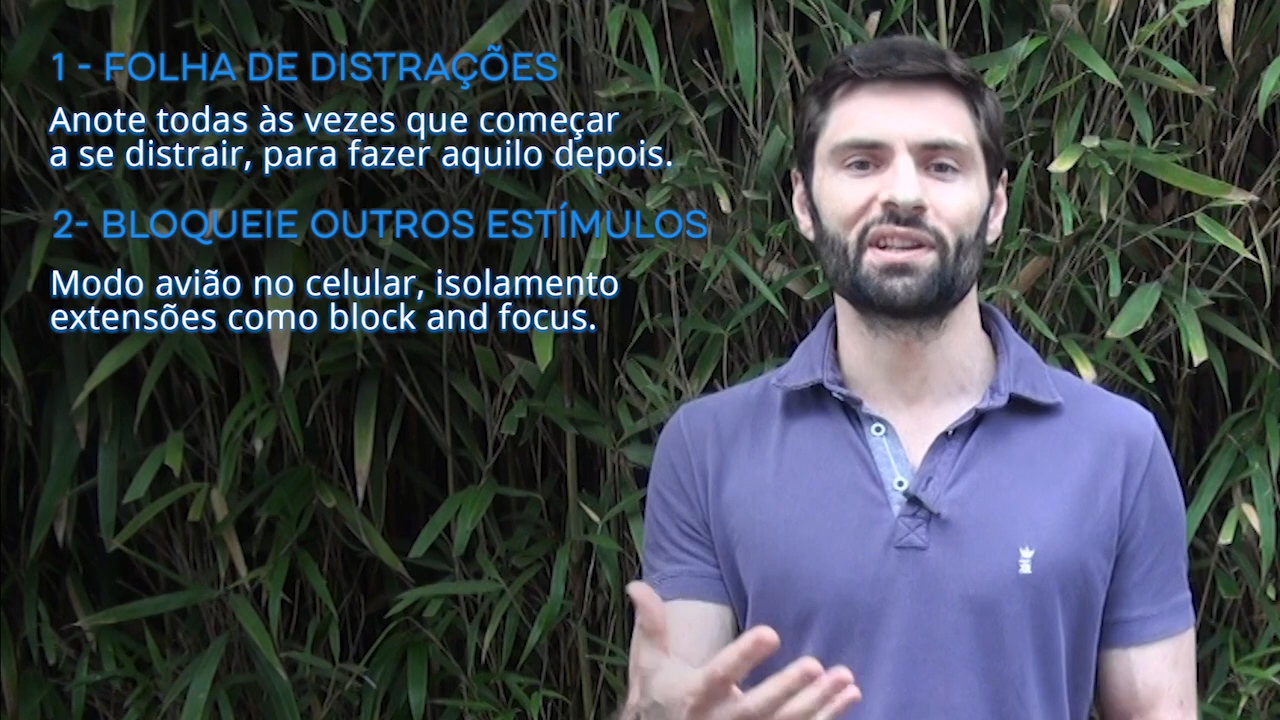 1 - FOLHA DE DISTRAÇÕES
Anote todas às vezes que começar
a se distrair, para fazer aquilo depois.
2- BLOQUEIE OUTROS ESTÍMULOS
Modo avião no celular, isolamento
extensões como block and focus.